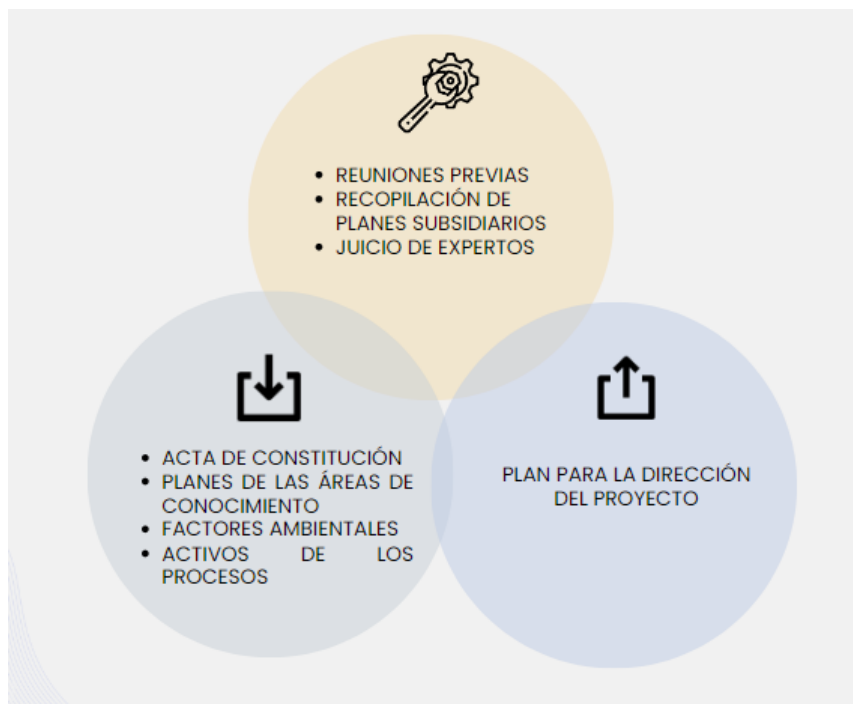 • REUNIONES PREVIAS
• RECOPILACIÓN DE
PLANES SUBSIDIARIOS
• JUICIO DE EXPERTOS
• ACTA DE CONSTITUCIÓN
• PLANES DE LAS ÁREAS DE
CONOCIMIENTO
• FACTORES AMBIENTALES
• ACTIVOS DE LOS
PROCESOS
PLAN PARA LA DIRECCIÓN
DEL PROYECTO